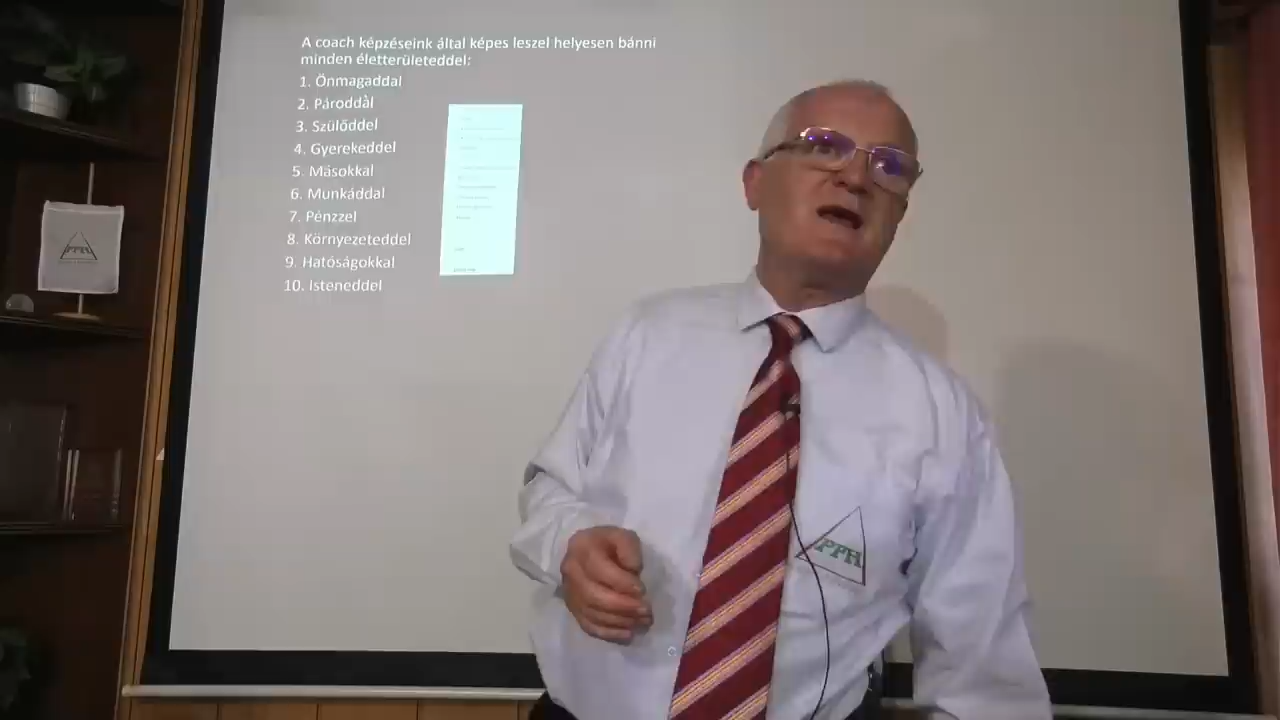 A coach képzéseink által képes leszel helyesen bánni
minden életterületeddel:
1. Önmagaddal
2. Pároddal
3. Szülőddel
4. Gyerekeddel
5. Másokkal
6. Munkáddal
7. Pénzzel
8. Környezeteddel
9. Hatóságokkal
10. Isteneddel
PPH
PPH